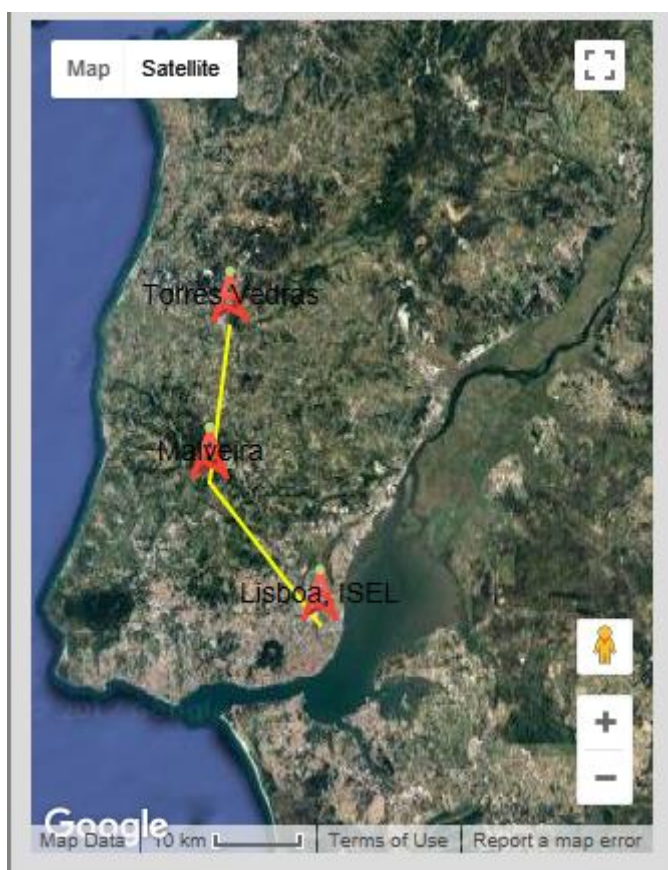 Map Satellite
Torres Vedras
Malveira
Lisboa, ISEL
+
−
Google
Map Data 10 km Terms of Use Report a map error